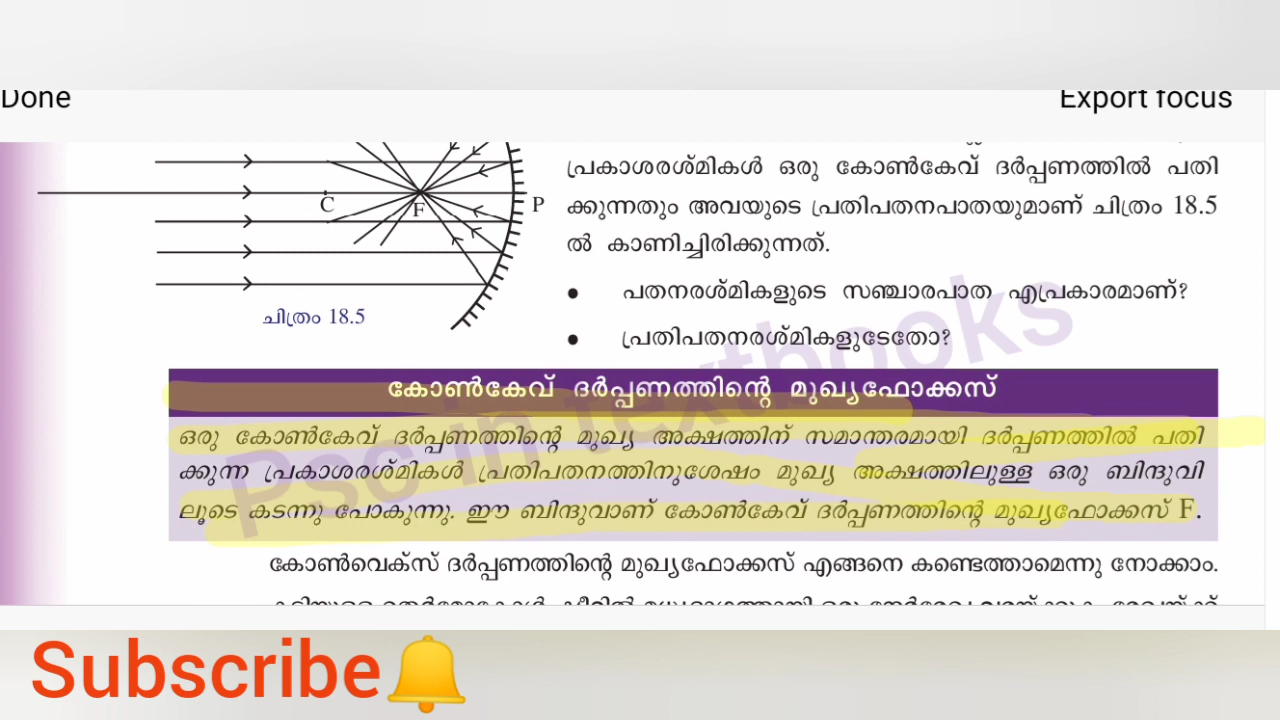 Done
Export focus
പ്രകാശരശ്മികൾ ഒരു കോൺകേവ് ദർപ്പണത്തിൽ പതി
ക്കുന്നതും അവയുടെ പ്രതിപതനപാതയുമാണ് ചിത്രം 18.5
ൽ കാണിച്ചിരിക്കുന്നത്.
C
F
P
• പതനരശ്മികളുടെ സഞ്ചാരപാത എപ്രകാരമാണ്?
ചിത്രം 18.5
• പ്രതിപതനരശ്മികളുടേതോ?
കോൺകേവ് ദർപ്പണത്തിന്റെ മുഖ്യഫോക്കസ്
ഒരു കോൺകേവ് ദർപ്പണത്തിന്റെ മുഖ്യ അക്ഷത്തിന് സമാന്തരമായി ദർപ്പണത്തിൽ പതി
ക്കുന്ന പ്രകാശരശ്മികൾ പ്രതിപതനത്തിനുശേഷം മുഖ്യ അക്ഷത്തിലുള്ള ഒരു ബിന്ദുവി
ലൂടെ കടന്നു പോകുന്നു. ഈ ബിന്ദുവാണ് കോൺകേവ് ദർപ്പണത്തിന്റെ മുഖ്യഫോക്കസ് F.
Psc in textbooks
കോൺവെക്സ് ദർപ്പണത്തിന്റെ മുഖ്യഫോക്കസ് എങ്ങനെ കണ്ടെത്താമെന്നു നോക്കാം.
Subscribe